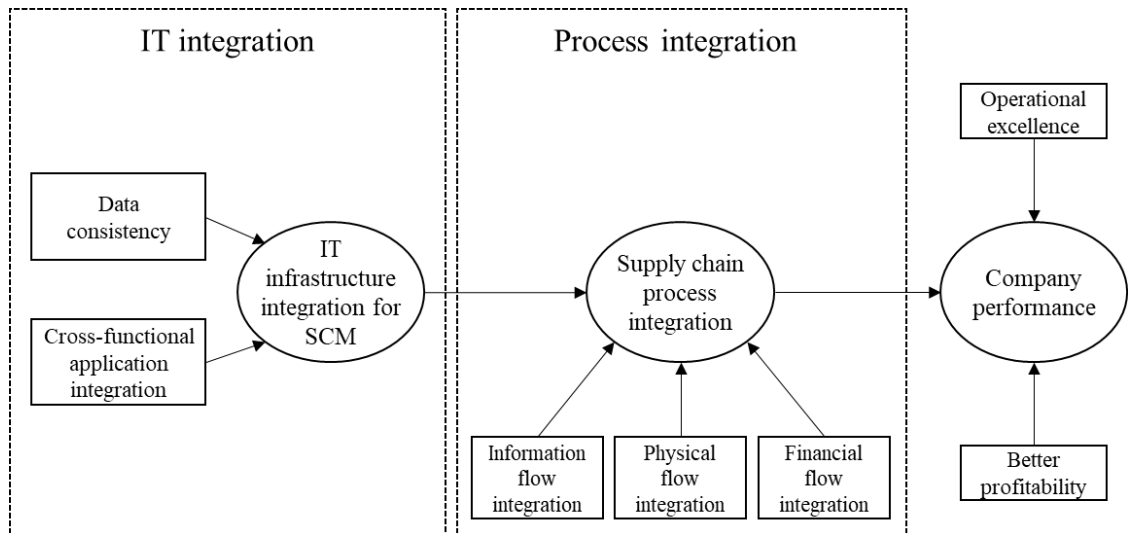 IT integration
Process integration
Operational
excellence
Data
consistency
IT
infrastructure
integration for
SCM
Supply chain
process
integration
Company
performance
Cross-functional
application
integration
Information
flow
integration
Physical
flow
integration
Financial
flow
integration
Better
profitability